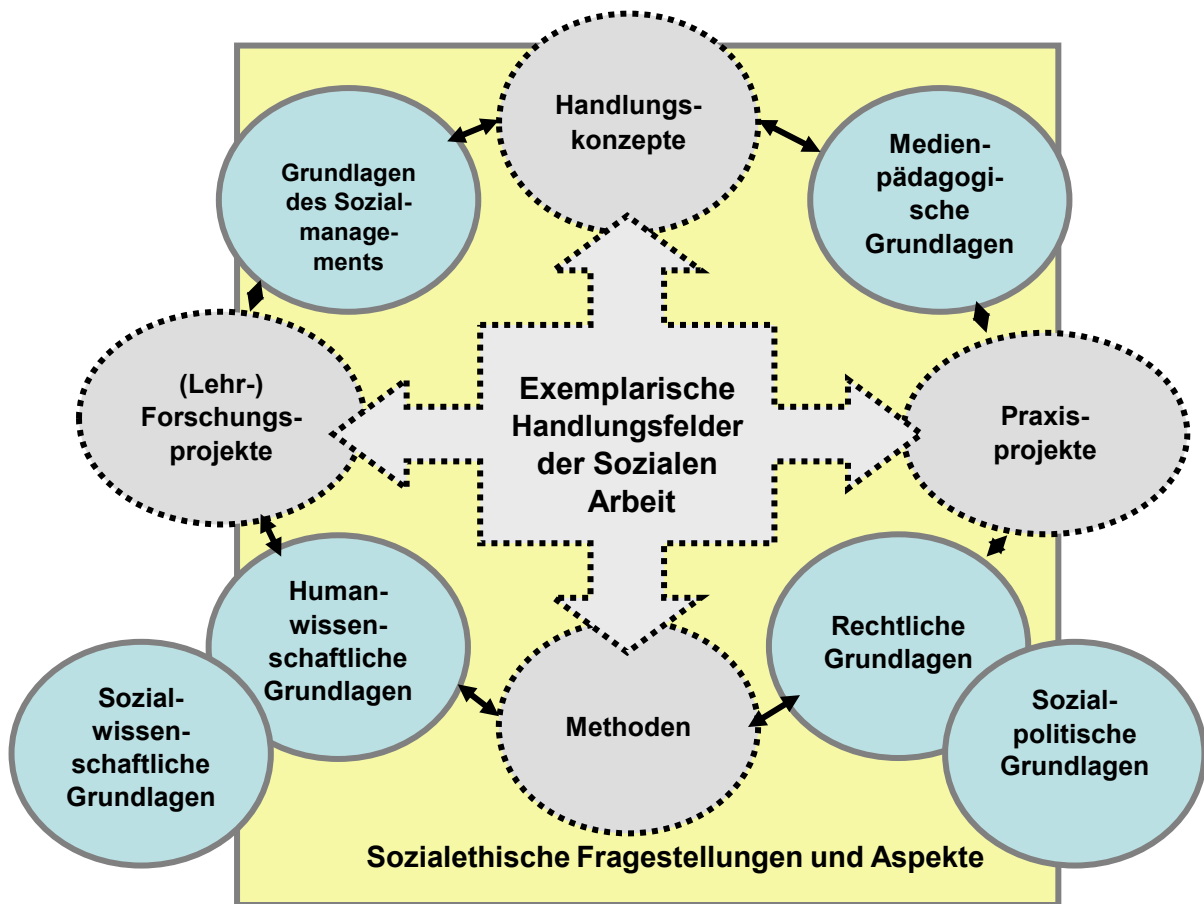 Handlungs-
konzepte
Grundlagen
des Sozial-
manage-
ments
Medien-
pädagogi-
sche
Grundlagen
(Lehr-)
Forschungs-
projekte
Exemplarische
Handlungsfelder
der Sozialen
Arbeit
Praxis-
projekte
Human-
wissen-
schaftliche
Grundlagen
Rechtliche
Grundlagen
Sozial-
wissen-
schaftliche
Grundlagen
Methoden
Sozial-
politische
Grundlagen
Sozialethische Fragestellungen und Aspekte